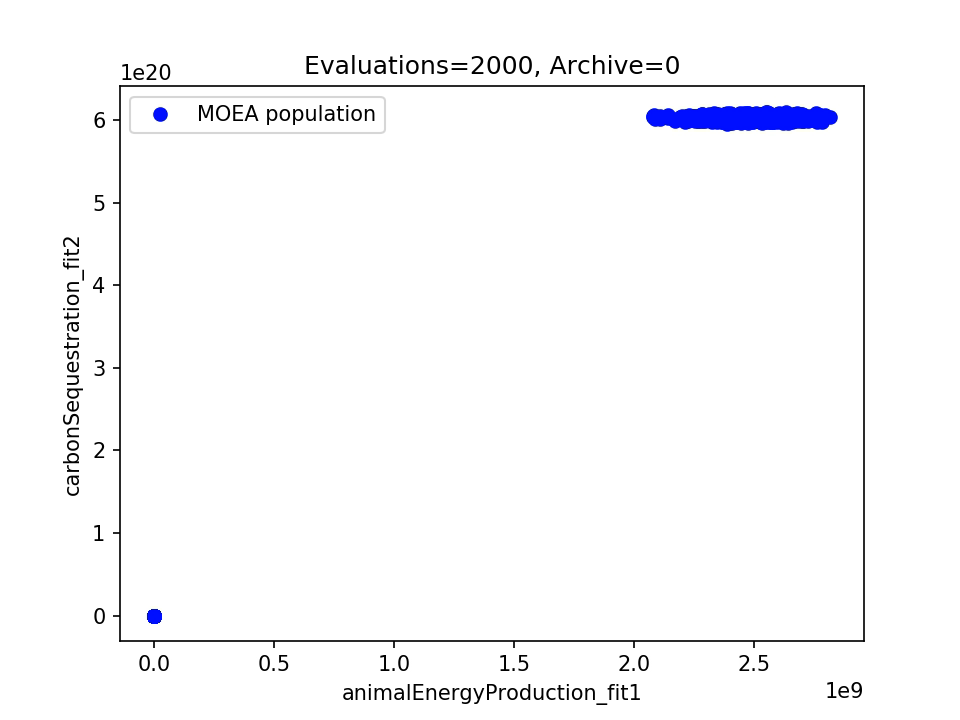 Evaluations=2000, Archive=0
1e20
MOEA population
6
5
4
3
2
1
0
carbonSequestration_fit2
0.0 0.5 1.0 1.5 2.0 2.5
1e9
animalEnergyProduction_fit1